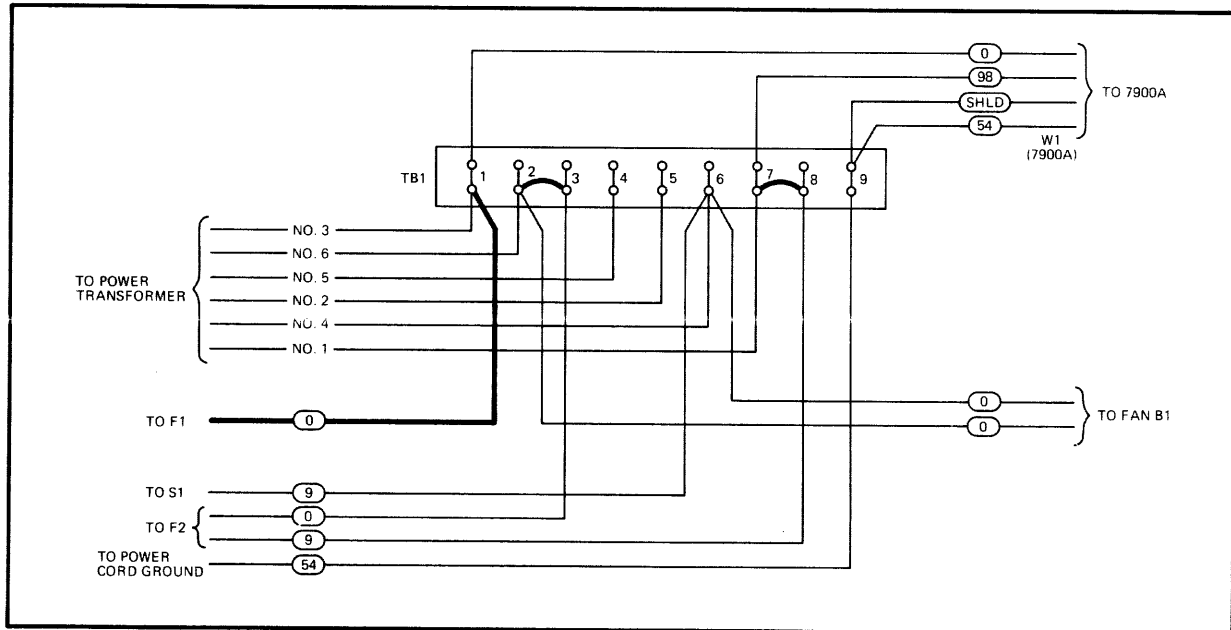 0
98
TO 7900A
SHLD
54
W1
(7900A)
TB1
1
2
3
4
5
6
7
8
9
NO. 3
NO. 6
NO. 5
TO POWER
TRANSFORMER
NO. 2
NO. 4
NO. 1
0
TO F1
0
TO FAN B1
0
TO S1
9
0
TO F2
9
TO POWER
CORD GROUND
54